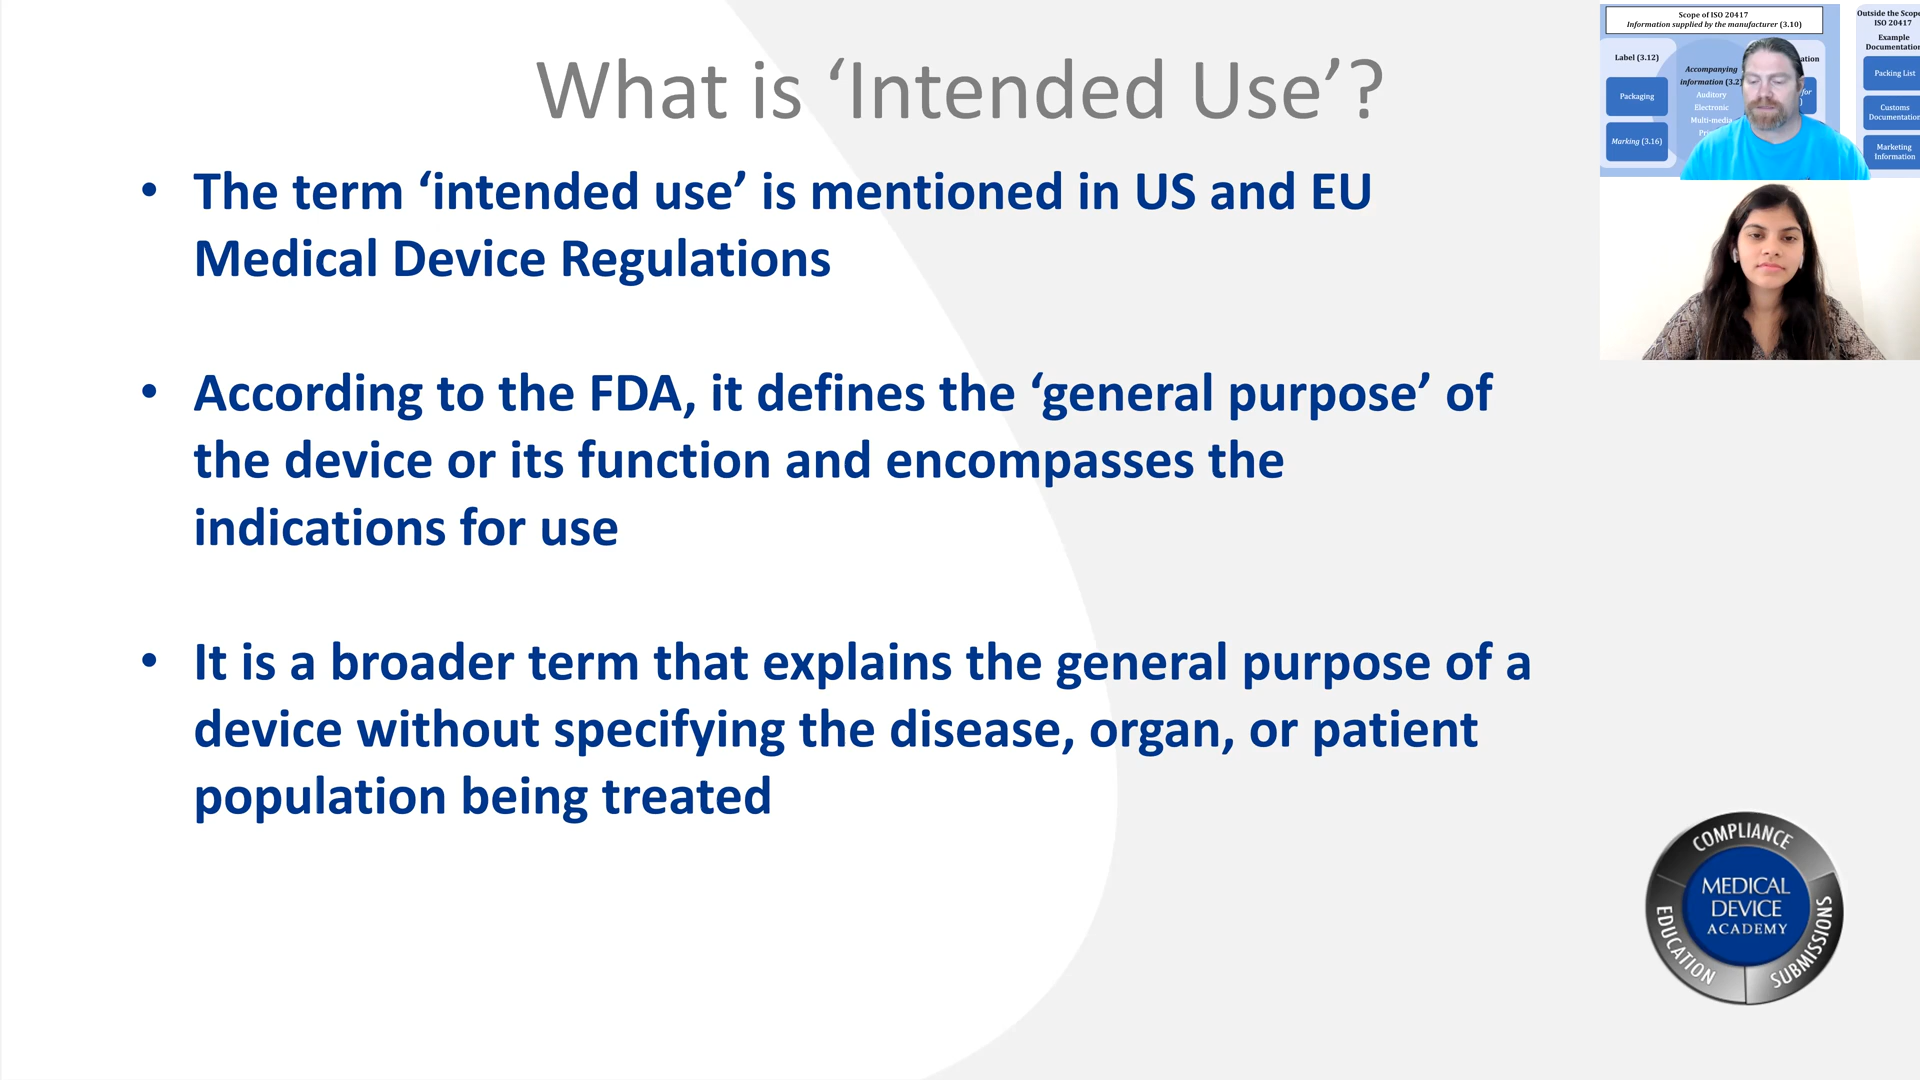 What is ‘Intended Use’?
• The term ‘intended use’ is mentioned in US and EU
Medical Device Regulations
• According to the FDA, it defines the ‘general purpose’ of
the device or its function and encompasses the
indications for use
• It is a broader term that explains the general purpose of a
device without specifying the disease, organ, or patient
population being treated
Scope of ISO 20417
Information supplied by the manufacturer (3.10)
Label (3.12)
Packaging
Marking (3.16)
Accompanying
information
Auditory
Electronic
Multi-media
for
Outside the Scope
ISO 20417
Example
Documentation
Packing List
Customs
Documentation
Marketing
Information
COMPLIANCE
MEDICAL
DEVICE
ACADEMY
EDUCATION
SUBMISSIONS